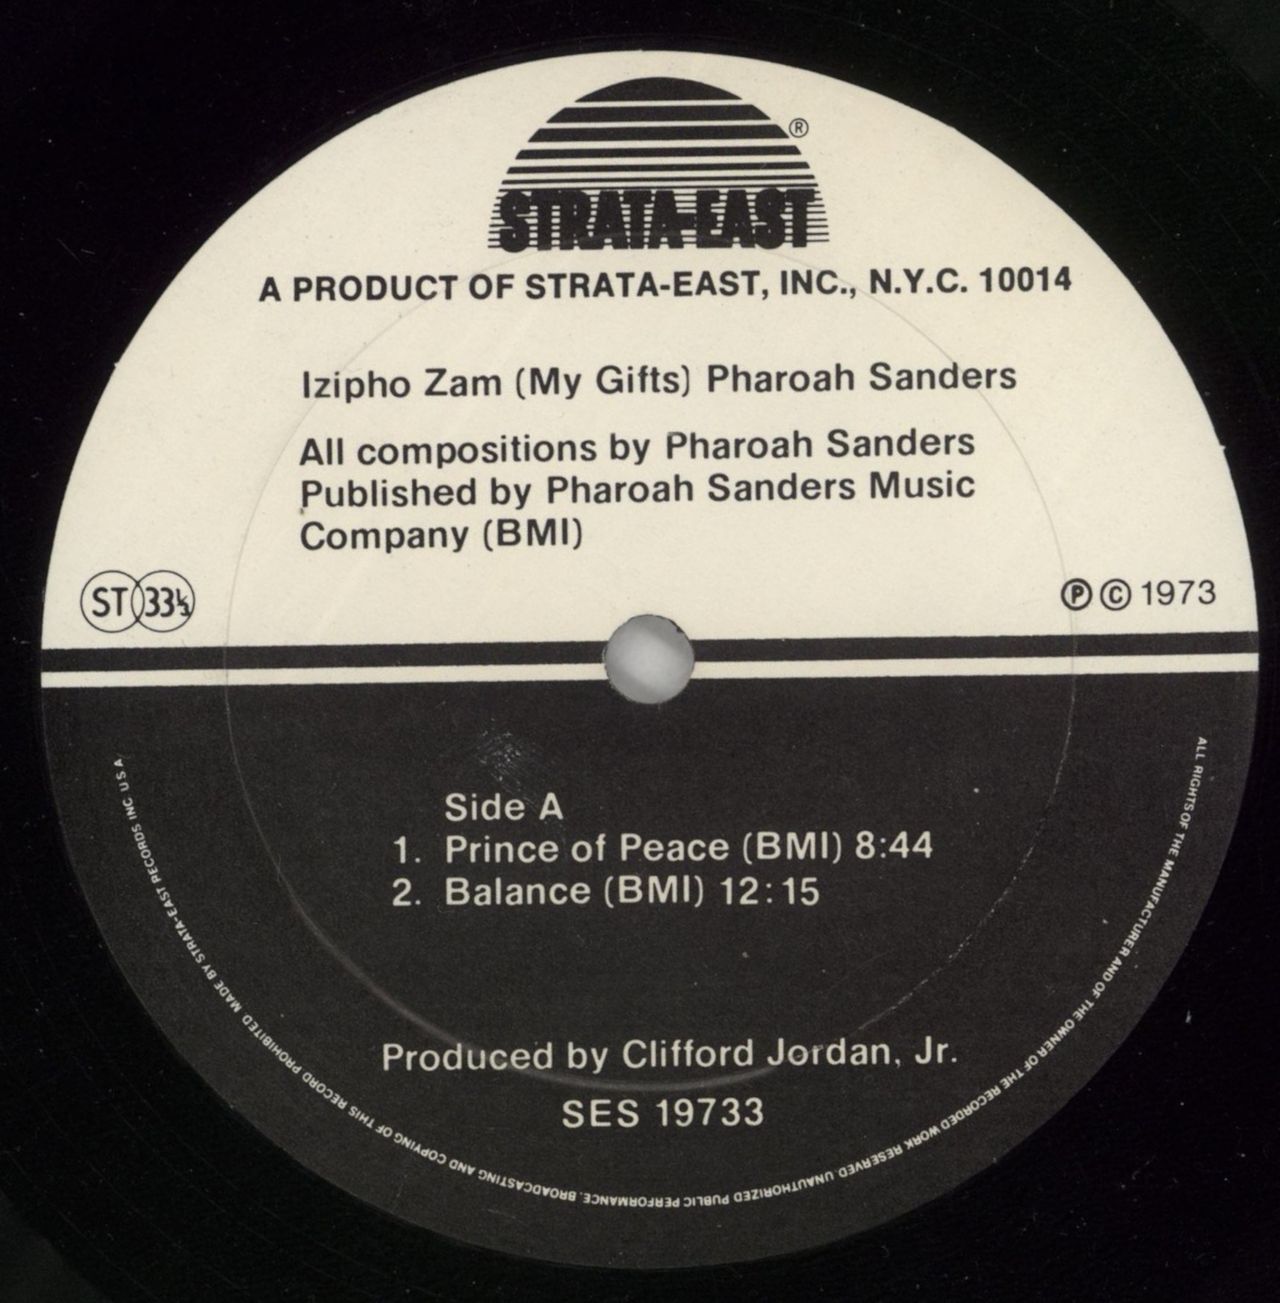 STRATA-EAST ®
A PRODUCT OF STRATA-EAST, INC., N.Y.C. 10014
Izipho Zam (My Gifts) Pharoah Sanders
All compositions by Pharoah Sanders
Published by Pharoah Sanders Music
Company (BMI)
ST 33⅓
℗ © 1973
Side A
1. Prince of Peace (BMI) 8:44
2. Balance (BMI) 12:15
Produced by Clifford Jordan, Jr.
SES 19733
ALL RIGHTS OF THE MANUFACTURER AND OF THE OWNER OF THE RECORDED WORK RESERVED. UNAUTHORIZED PUBLIC PERFORMANCE. BROADCASTING AND COPYING OF THIS RECORD PROHIBITED MADE BY STRATA-EAST RECORDS INC U S A